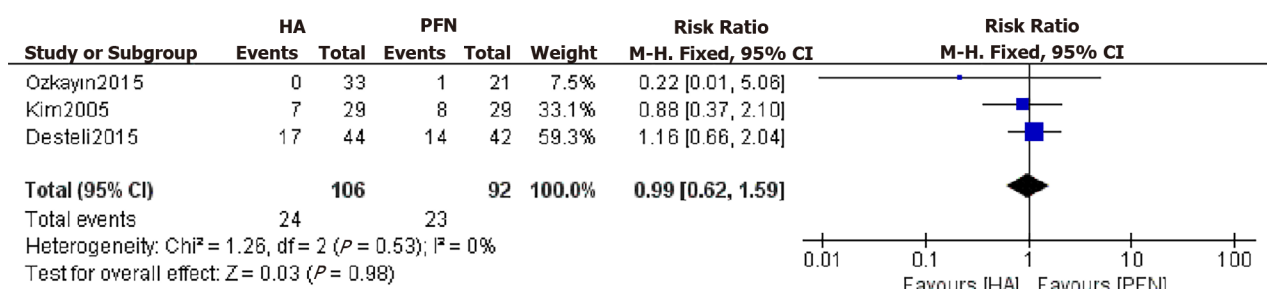 HA PFN Risk Ratio Risk Ratio
Study or Subgroup Events Total Events Total Weight M-H. Fixed, 95% CI M-H. Fixed, 95% CI
Ozkayın2015 0 33 1 21 7.5% 0.22 [0.01, 5.06]
Kim2005 7 29 8 29 33.1% 0.88 [0.37, 2.10]
Desteli2015 17 44 14 42 59.3% 1.16 [0.66, 2.04]
Total (95% CI) 106 92 100.0% 0.99 [0.62, 1.59]
Total events 24 23
Heterogeneity: Chi² = 1.26, df = 2 (P = 0.53); I² = 0%
Test for overall effect: Z = 0.03 (P = 0.98)
0.01 0.1 1 10 100
Favours [HA] Favours [PFN]